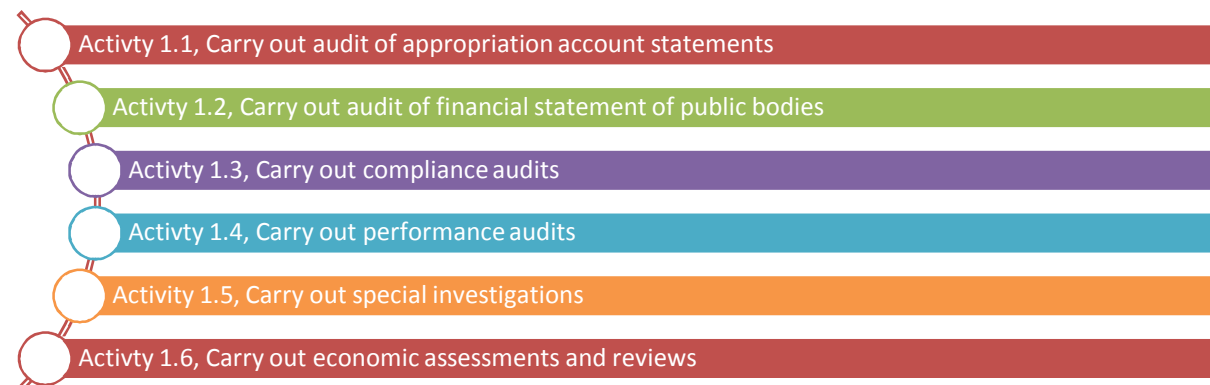 Activty 1.1, Carry out audit of appropriation account statements
Activty 1.2, Carry out audit of financial statement of public bodies
Activty 1.3, Carry out compliance audits
Activty 1.4, Carry out performance audits
Activity 1.5, Carry out special investigations
Activty 1.6, Carry out economic assessments and reviews